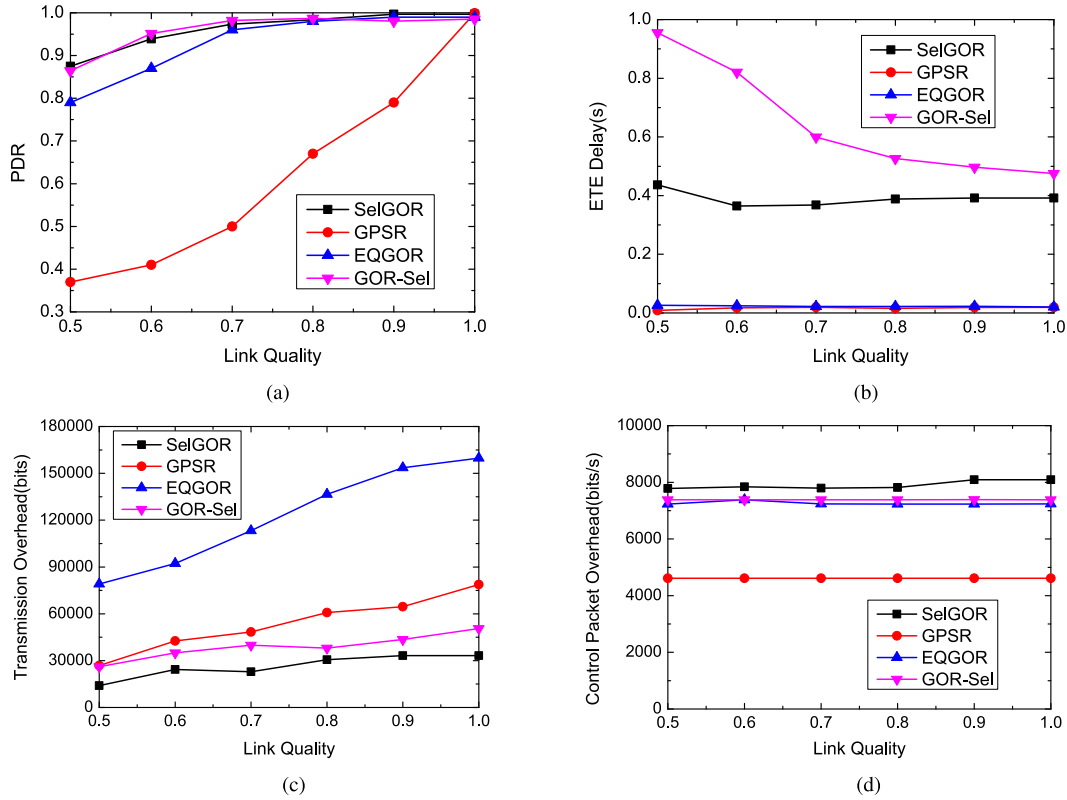 1.0
0.9
0.8
0.7
0.6
0.5
0.4
0.3
PDR
SelGOR
GPSR
EQGOR
GOR-Sel
0.5 0.6 0.7 0.8 0.9 1.0
Link Quality
(a)
1.0
0.8
0.6
0.4
0.2
0.0
ETE Delay(s)
SelGOR
GPSR
EQGOR
GOR-Sel
0.5 0.6 0.7 0.8 0.9 1.0
Link Quality
(b)
180000
150000
120000
90000
60000
30000
0
Transmission Overhead(bits)
SelGOR
GPSR
EQGOR
GOR-Sel
0.5 0.6 0.7 0.8 0.9 1.0
Link Quality
(c)
10000
8000
6000
4000
2000
0
Control Packet Overhead(bits/s)
SelGOR
GPSR
EQGOR
GOR-Sel
0.5 0.6 0.7 0.8 0.9 1.0
Link Quality
(d)